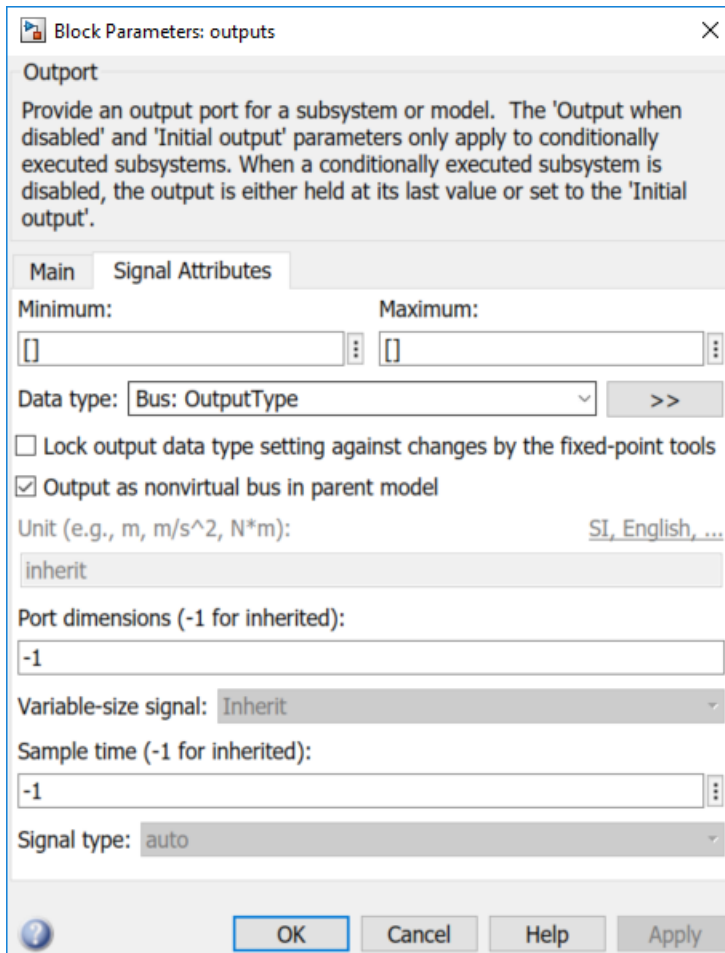 Block Parameters: outputs
Outport
Provide an output port for a subsystem or model.  The 'Output when
disabled' and 'Initial output' parameters only apply to conditionally
executed subsystems. When a conditionally executed subsystem is
disabled, the output is either held at its last value or set to the 'Initial
output'.
Main
Signal Attributes
Minimum:
Maximum:
[]
[]
Data type:
Bus: OutputType
>>
Lock output data type setting against changes by the fixed-point tools
Output as nonvirtual bus in parent model
Unit (e.g., m, m/s^2, N*m):
SI, English, ...
inherit
Port dimensions (-1 for inherited):
-1
Variable-size signal:
Inherit
Sample time (-1 for inherited):
-1
Signal type:
auto
?
OK
Cancel
Help
Apply